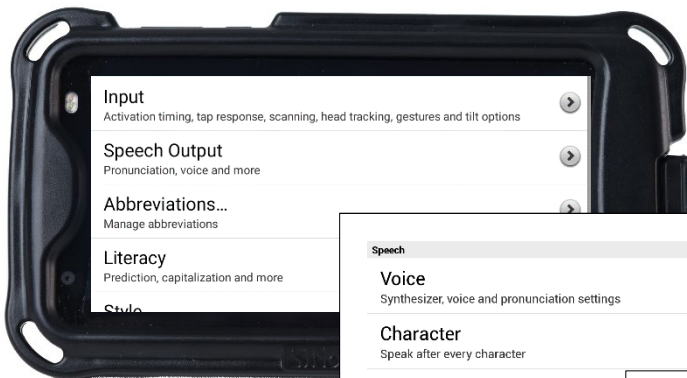 Input
Activation timing, tap response, scanning, head tracking, gestures and tilt options
Speech Output
Pronunciation, voice and more
Abbreviations...
Manage abbreviations
Literacy
Prediction, capitalization and more
Style
Speech
Voice
Synthesizer, voice and pronunciation settings
Character
Speak after every character